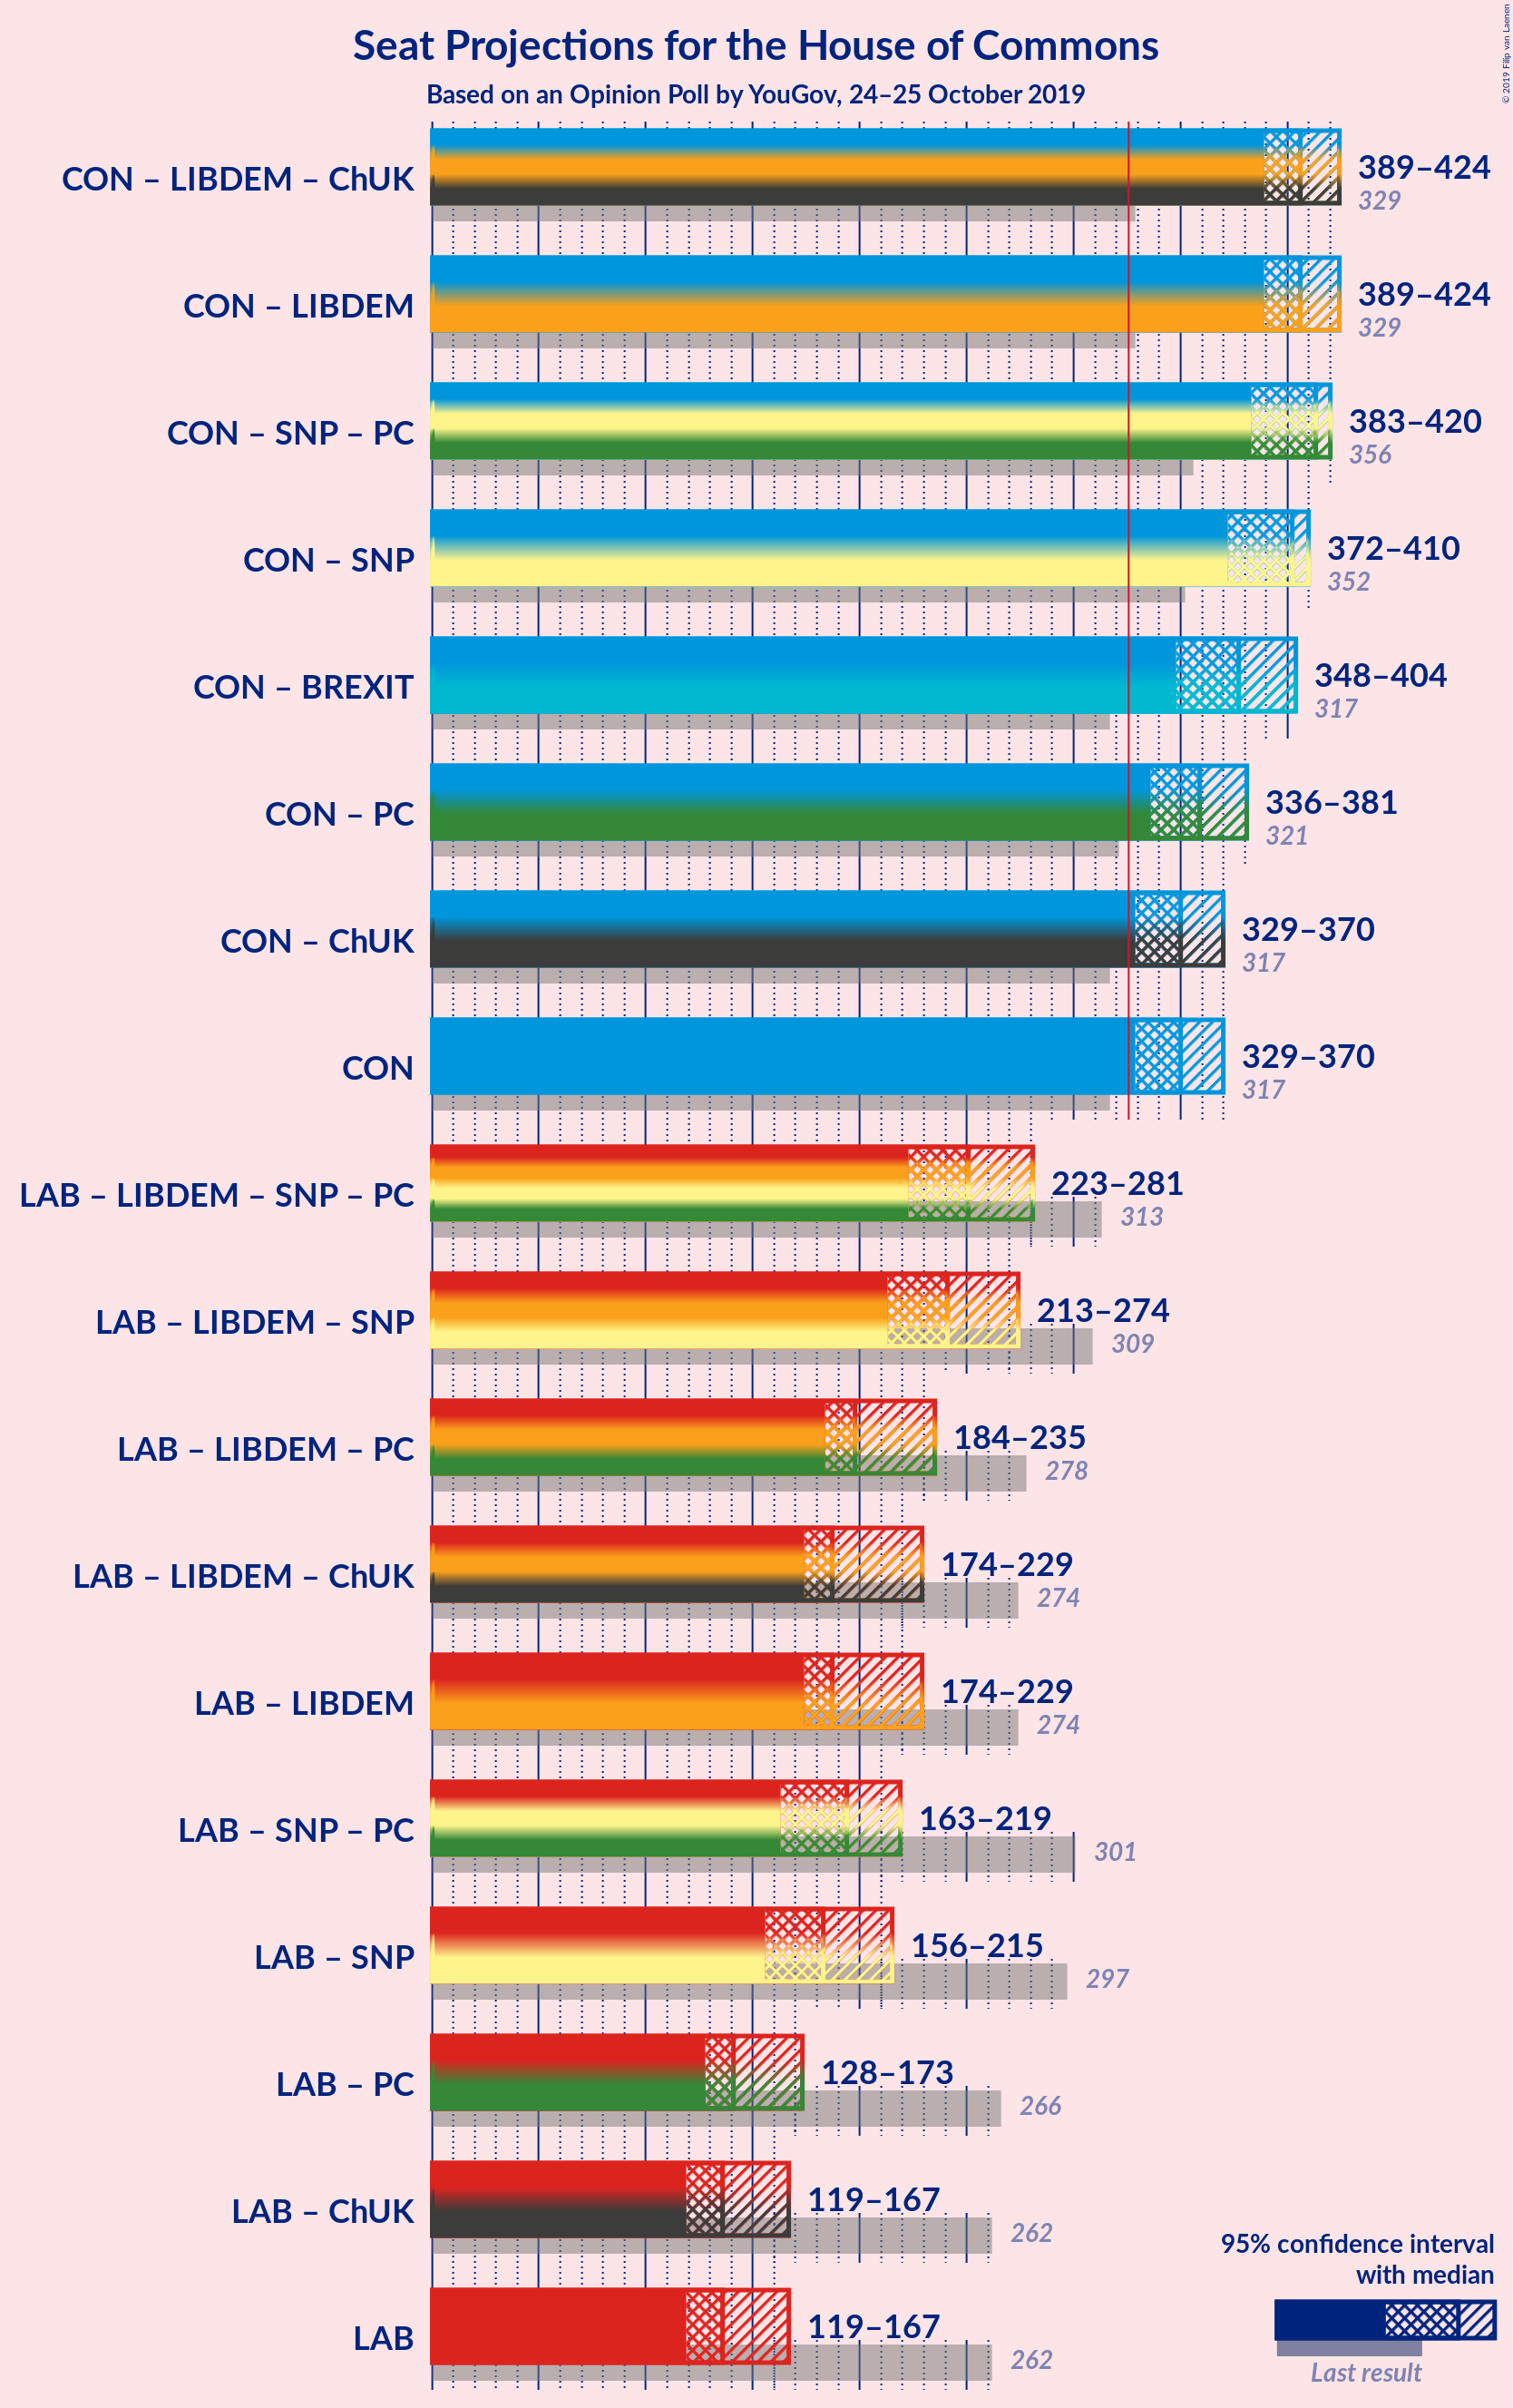 Seat Projections for the House of Commons
Based on an Opinion Poll by YouGov, 24–25 October 2019
© 2019 Filip van Laenen
CON – LIBDEM – ChUK
389–424
329
CON – LIBDEM
389–424
329
CON – SNP – PC
383–420
356
CON – SNP
372–410
352
CON – BREXIT
348–404
317
CON – PC
336–381
321
CON – ChUK
329–370
317
CON
329–370
317
LAB – LIBDEM – SNP – PC
223–281
313
LAB – LIBDEM – SNP
213–274
309
LAB – LIBDEM – PC
184–235
278
LAB – LIBDEM – ChUK
174–229
274
LAB – LIBDEM
174–229
274
LAB – SNP – PC
163–219
301
LAB – SNP
156–215
297
LAB – PC
128–173
266
LAB – ChUK
119–167
262
LAB
119–167
262
95% confidence interval
with median
Last result